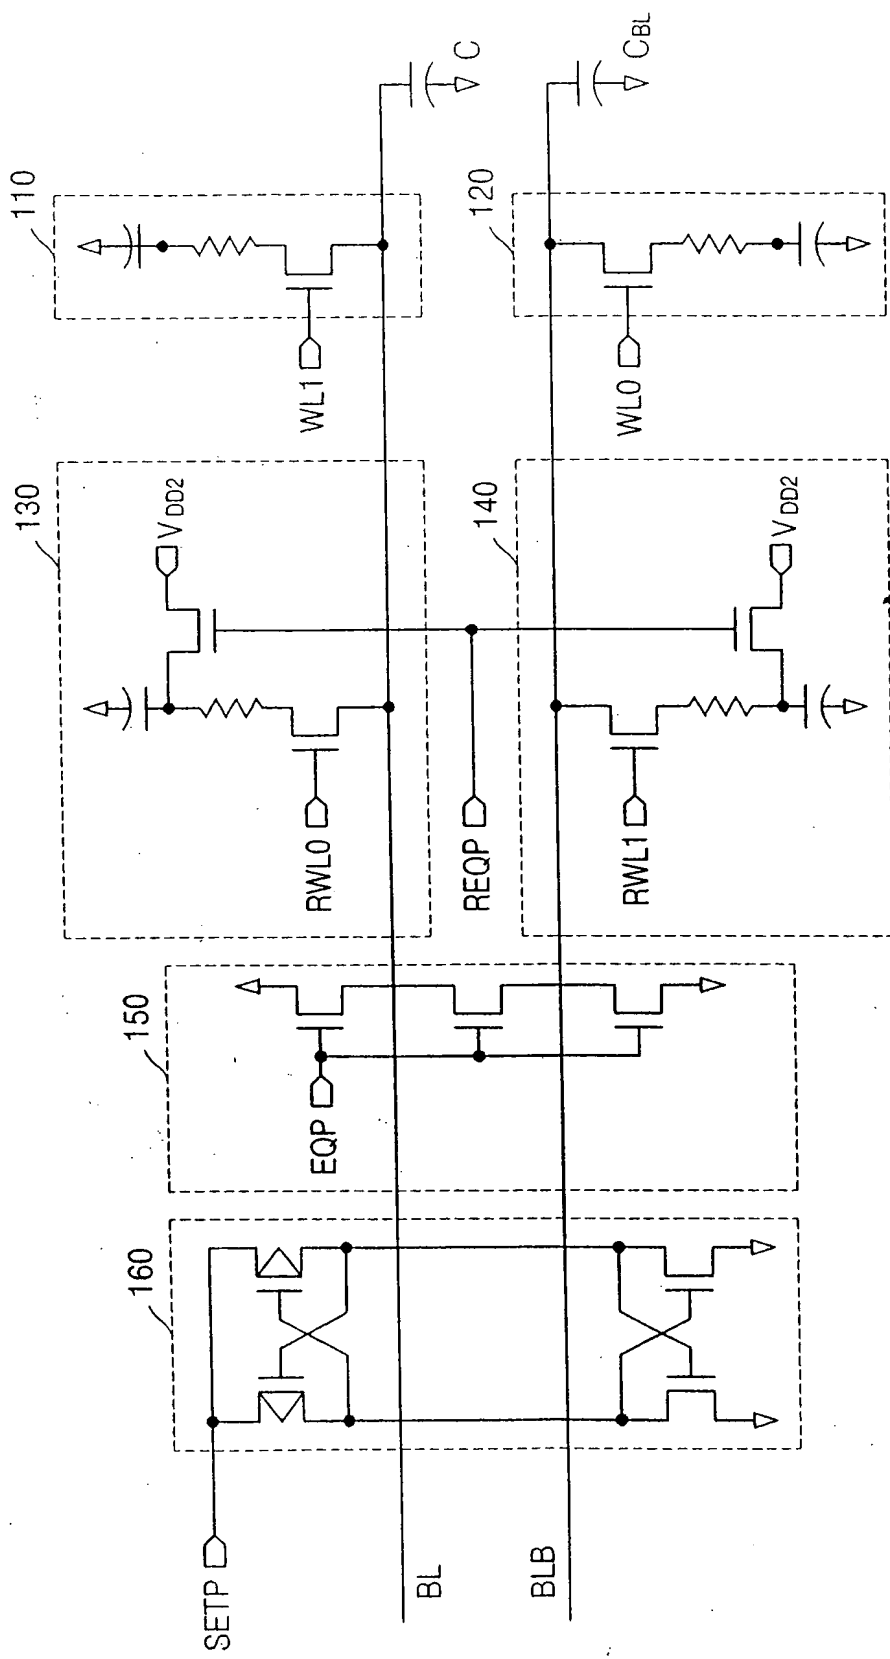 SETP
160
BL
BLB
150
EQP
130
RWL0
REQP
VDD2
140
RWL1
VDD2
110
WL1
C
120
WL0
CBL